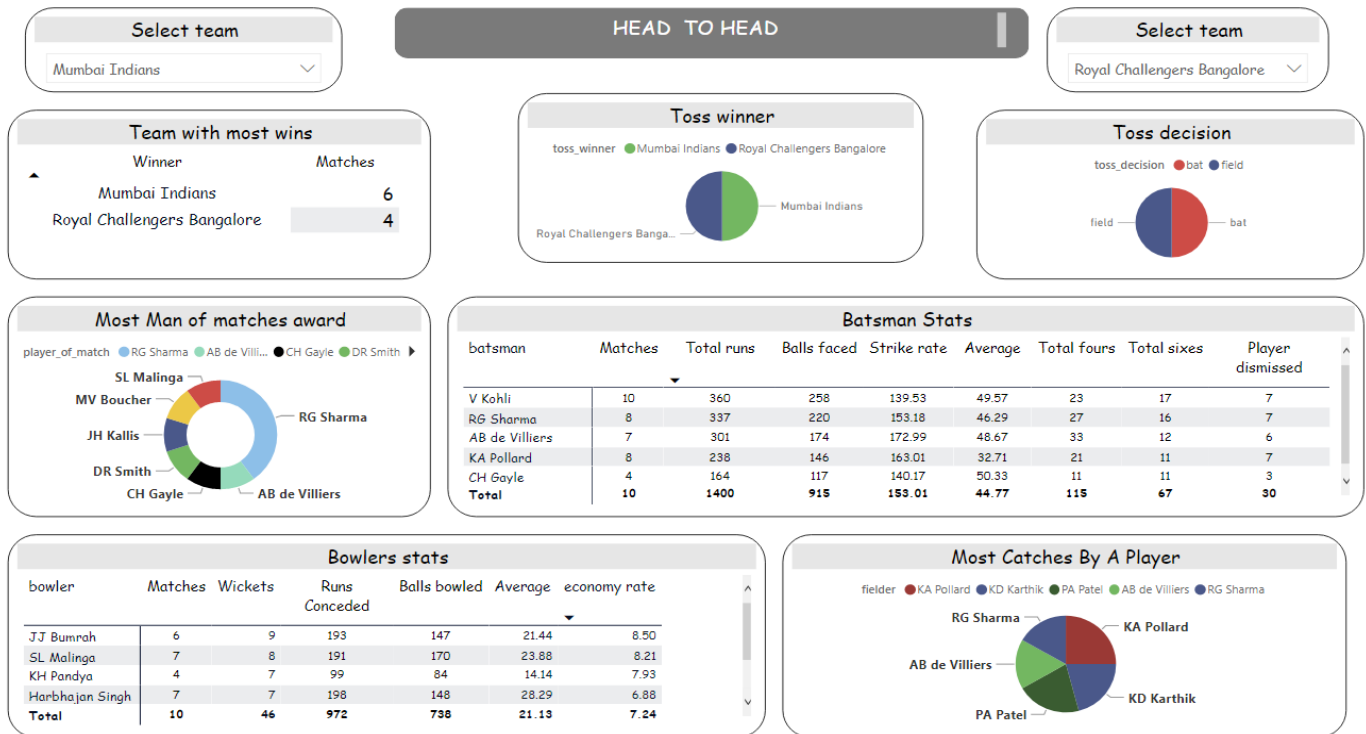 Select team
Mumbai Indians
HEAD TO HEAD
Select team
Royal Challengers Bangalore
Team with most wins
Winner Matches
Mumbai Indians 6
Royal Challengers Bangalore 4
Toss winner
toss_winner Mumbai Indians Royal Challengers Bangalore
Mumbai Indians
Royal Challengers Banga...
Toss decision
toss_decision bat field
field bat
Most Man of matches award
player_of_match RG Sharma AB de Villi... CH Gayle DR Smith
SL Malinga
MV Boucher
RG Sharma
JH Kallis
DR Smith
CH Gayle AB de Villiers
Batsman Stats
batsman Matches Total runs Balls faced Strike rate Average Total fours Total sixes Player
dismissed
V Kohli 10 360 258 139.53 49.57 23 17 7
RG Sharma 8 337 220 153.18 46.29 27 16 7
AB de Villiers 7 301 174 172.99 48.67 33 12 6
KA Pollard 8 238 146 163.01 32.71 21 11 7
CH Gayle 4 164 117 140.17 50.33 11 11 3
Total 10 1400 915 153.01 44.77 115 67 30
Bowlers stats
bowler Matches Wickets Runs Balls bowled Average economy rate
Conceded
JJ Bumrah 6 9 193 147 21.44 8.50
SL Malinga 7 8 191 170 23.88 8.21
KH Pandya 4 7 99 84 14.14 7.93
Harbhajan Singh 7 7 198 148 28.29 6.88
Total 10 46 972 738 21.13 7.24
Most Catches By A Player
fielder KA Pollard KD Karthik PA Patel AB de Villiers RG Sharma
RG Sharma
KA Pollard
AB de Villiers
KD Karthik
PA Patel